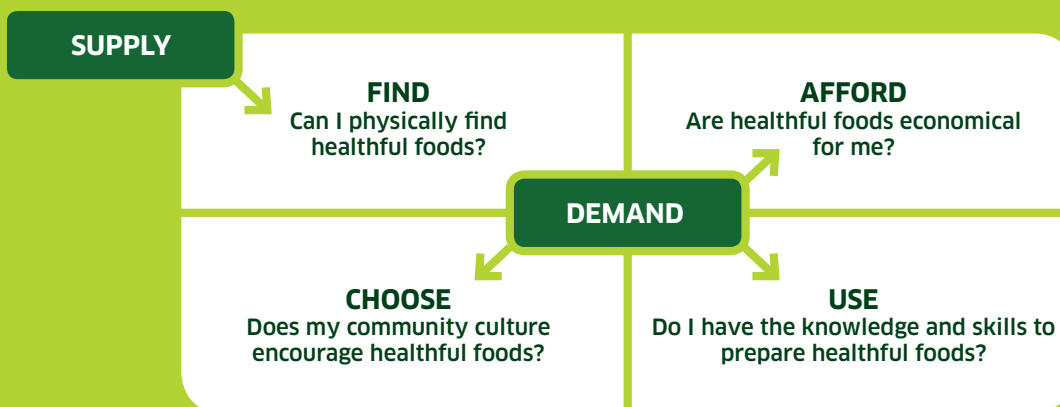 SUPPLY
FIND
Can I physically find
healthful foods?
AFFORD
Are healthful foods economical
for me?
DEMAND
CHOOSE
Does my community culture
encourage healthful foods?
USE
Do I have the knowledge and skills to
prepare healthful foods?